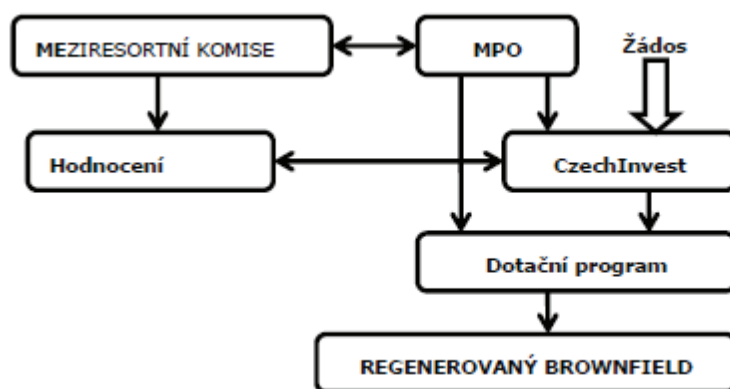 MEZIRESORTNÍ KOMISE
MPO
Žádos
Hodnocení
CzechInvest
Dotační program
REGENEROVANÝ BROWNFIELD